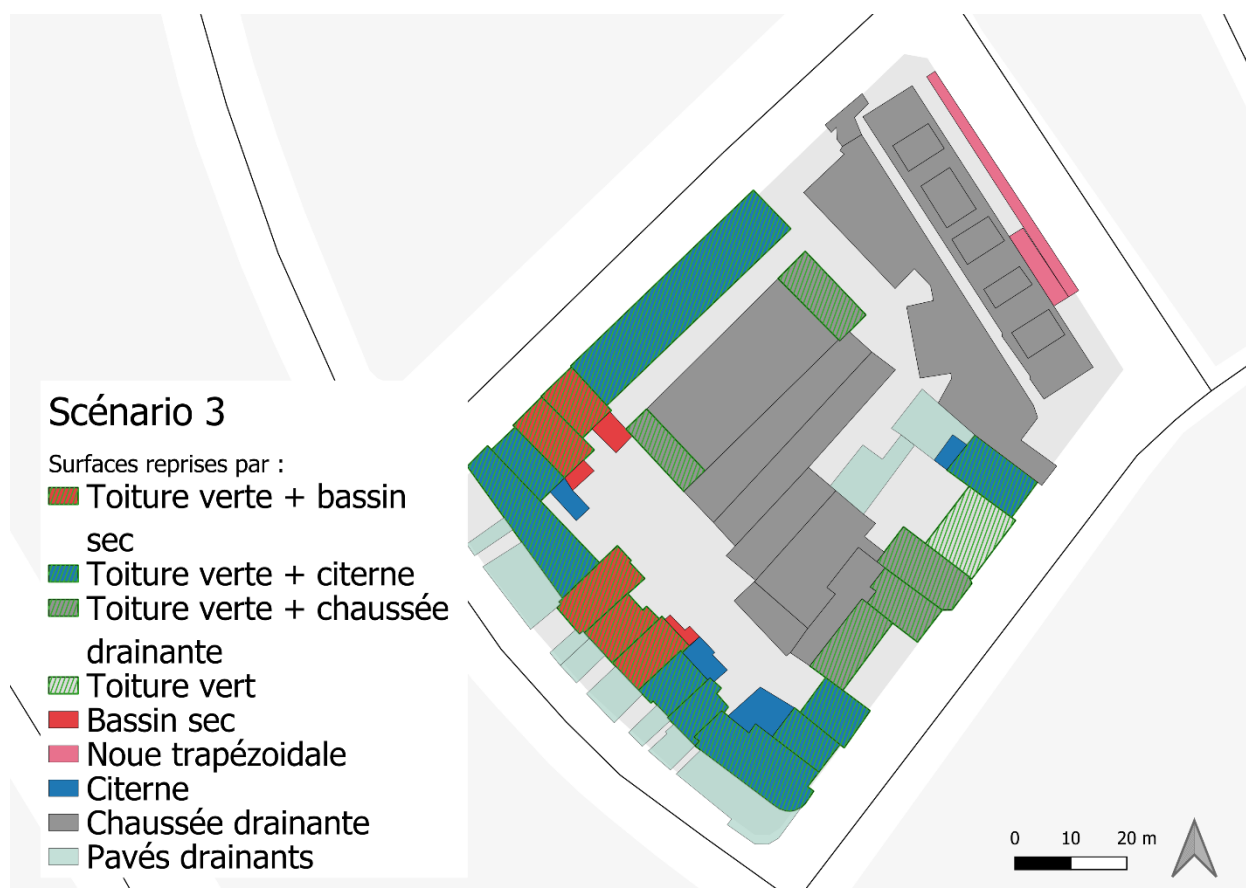 Scénario 3
Surfaces reprises par :
Toiture verte + bassin
sec
Toiture verte + citerne
Toiture verte + chaussée
drainante
Toiture vert
Bassin sec
Noue trapézoidale
Citerne
Chaussée drainante
Pavés drainants
0 10 20 m